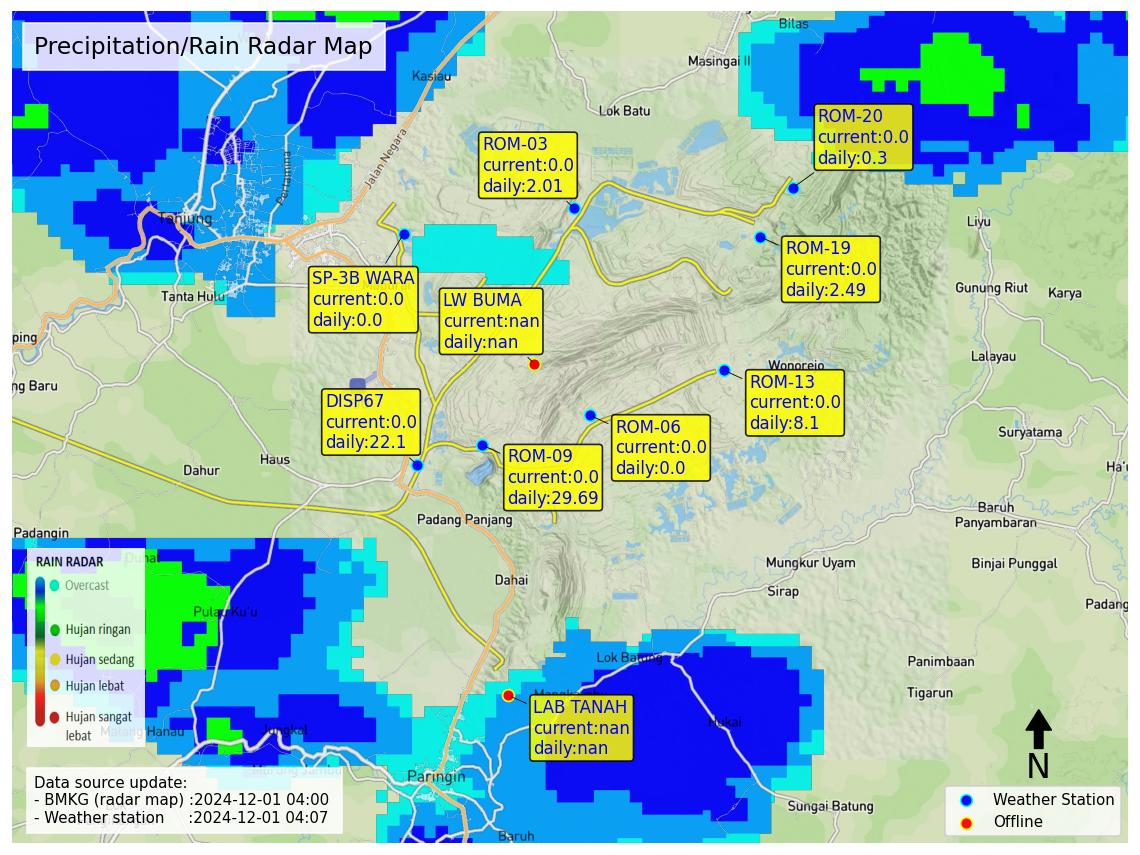 Precipitation/Rain Radar Map
Bilas
Masingai II
Kasiau
Lok Batu
Jalan Negara
Tanjung
Tanta Hulu
ROM-20
current:0.0
daily:0.3
ROM-03
current:0.0
daily:2.01
ROM-19
current:0.0
daily:2.49
SP-3B WARA
current:0.0
daily:0.0
LW BUMA
current:nan
daily:nan
Liyu
Gunung Riut
Karya
Lalayau
Wonorejo
ROM-13
current:0.0
daily:8.1
DISP67
current:0.0
daily:22.1
ROM-06
current:0.0
daily:0.0
ROM-09
current:0.0
daily:29.69
ping
ng Baru
Dahur
Haus
Suryatama
Ha'u
Padang Panjang
Baruh
Panyambaran
Padangin
Dahai
Mungkur Uyam
Binjai Punggal
Sirap
Padang
RAIN RADAR
Overcast
Hujan ringan
Hujan sedang
Hujan lebat
Hujan sangat
lebat
Pulau Ku'u
Lok Batung
Panimbaan
Tigarun
LAB TANAH
current:nan
daily:nan
Hukai
Jungkal
Hanau
Paringin
Sungai Batung
Baruh
Data source update:
- BMKG (radar map) :2024-12-01 04:00
- Weather station :2024-12-01 04:07
N
Weather Station
Offline